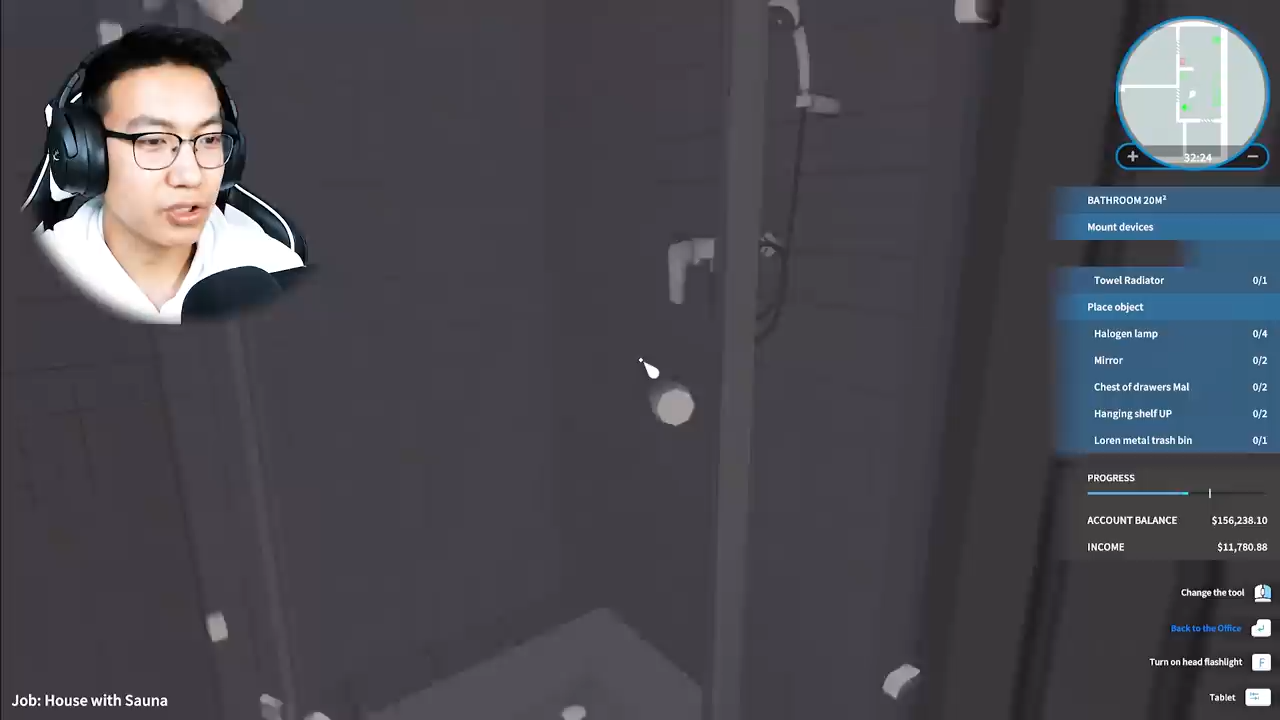 32:24
BATHROOM 20M²
Mount devices
Towel Radiator 0/1
Place object
Halogen lamp 0/4
Mirror 0/2
Chest of drawers Mal 0/2
Hanging shelf UP 0/2
Loren metal trash bin 0/1
PROGRESS
ACCOUNT BALANCE $156,238.10
INCOME $11,780.88
Change the tool
Back to the Office
Turn on head flashlight F
Tablet
Job: House with Sauna